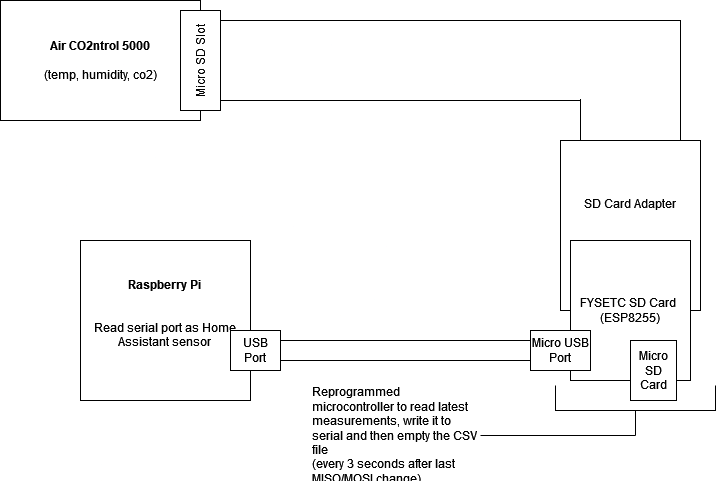 Air CO2ntrol 5000
(temp, humidity, co2)
Micro SD Slot
SD Card Adapter
FYSETC SD Card
(ESP8255)
Raspberry Pi
Read serial port as Home
Assistant sensor
USB
Port
Micro USB
Port
Micro
SD
Card
Reprogrammed
microcontroller to read latest
measurements, write it to
serial and then empty the CSV
file
(every 3 seconds after last
MISO/MOSI change)